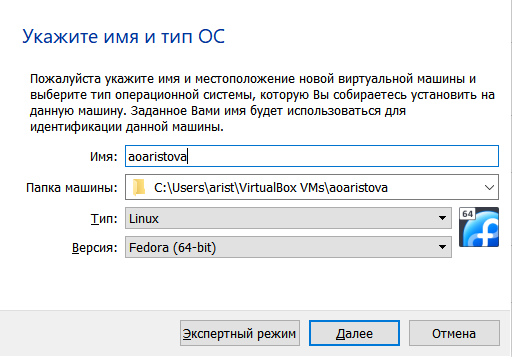 Укажите имя и тип ОС
Пожалуйста укажите имя и местоположение новой виртуальной машины и
выберите тип операционной системы, которую Вы собираетесь установить на
данную машину. Заданное Вами имя будет использоваться для
идентификации данной машины.
Имя: aoaristova
Папка машины: C:\Users\arist\VirtualBox VMs\aoaristova
Тип: Linux
64
Версия: Fedora (64-bit)
Экспертный режим Далее Отмена